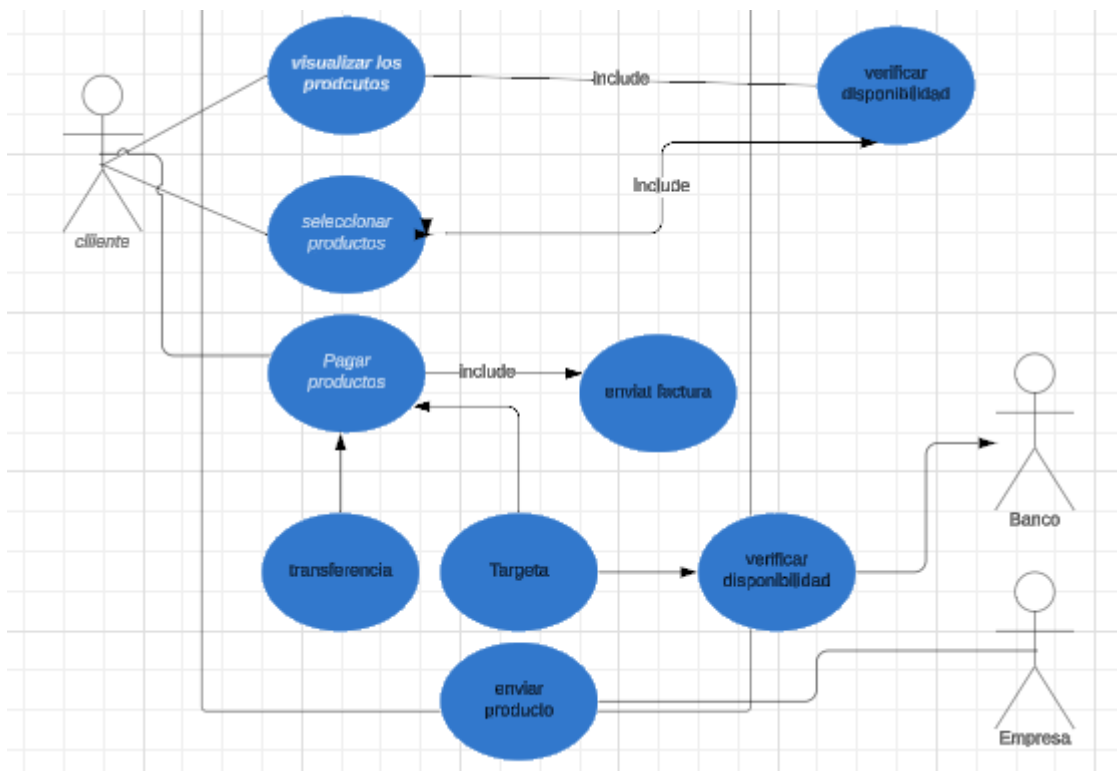 visualizar los
prodcutos
include
verificar
disponibilidad
include
seleccionar
productos
cliiente
Pagar
productos
include
enviat factura
Banco
transferencia
Targeta
verificar
disponibilidad
enviar
producto
Empresa